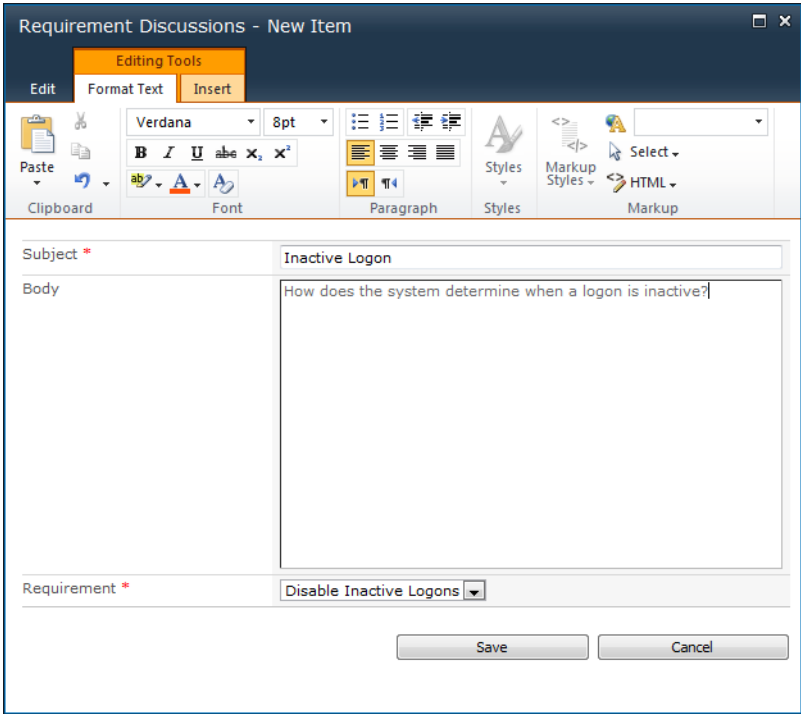 Requirement Discussions - New Item
Editing Tools
Edit Format Text Insert
Verdana 8pt
B I U abc X₂ X²
Paste
Styles
Markup Styles
Select
HTML
Clipboard Font Paragraph Styles Markup
Subject *
Inactive Logon
Body
How does the system determine when a logon is inactive?
Requirement *
Disable Inactive Logons
Save Cancel